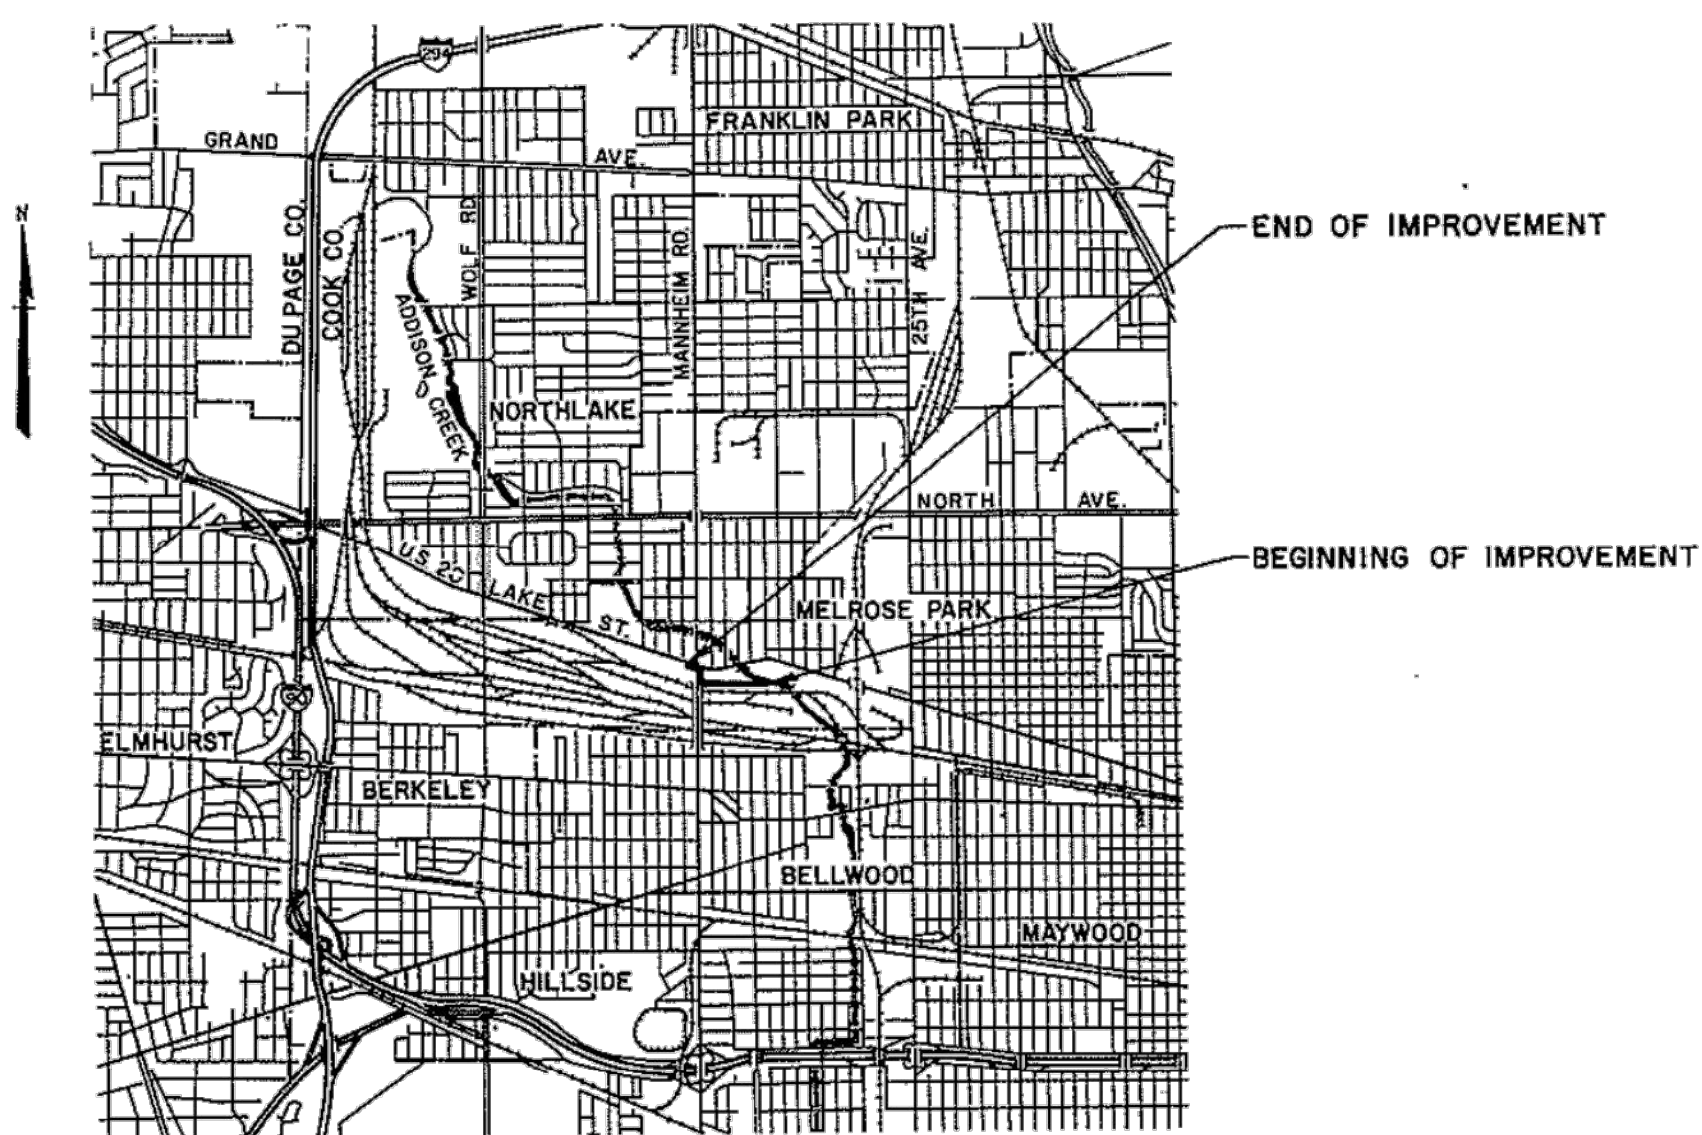 294
FRANKLIN PARK
GRAND
AVE.
N
DU PAGE CO.
COOK CO.
WOLF RD.
MANNHEIM RD.
25TH AVE.
END OF IMPROVEMENT
ADDISON CREEK
NORTHLAKE
NORTH AVE.
U.S. 20 LAKE ST.
BEGINNING OF IMPROVEMENT
MELROSE PARK
ELMHURST
BERKELEY
BELLWOOD
MAYWOOD
HILLSIDE